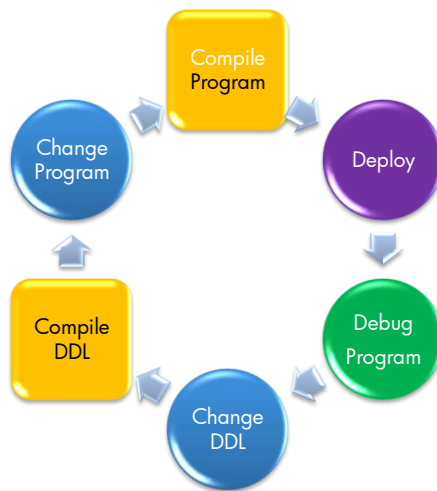 Compile
Program
Deploy
Debug
Program
Change
DDL
Compile
DDL
Change
Program